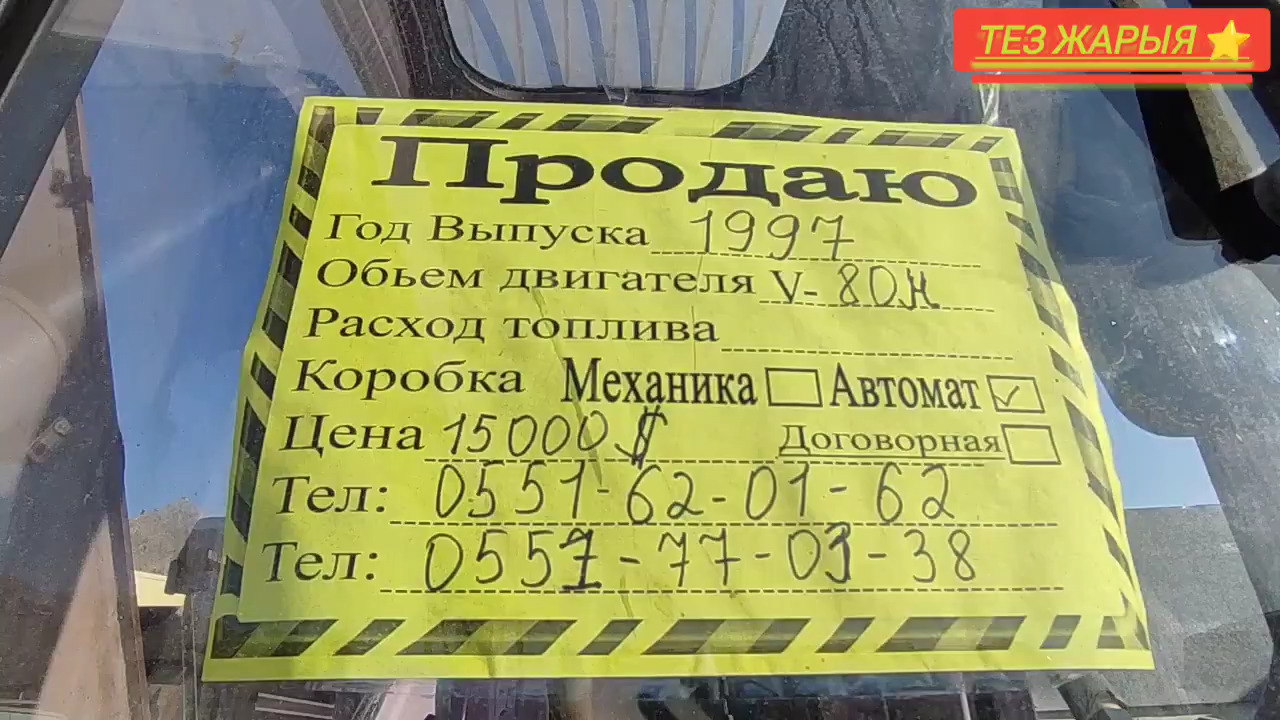 ТЕЗ ЖАРЫЯ
Продаю
Год Выпуска 1997
Обьем двигателя V-80н
Расход топлива
Коробка Механика Автомат ✓
Цена 15000$ Договорная
Тел: 0551-62-01-62
Тел: 0551-77-03-38